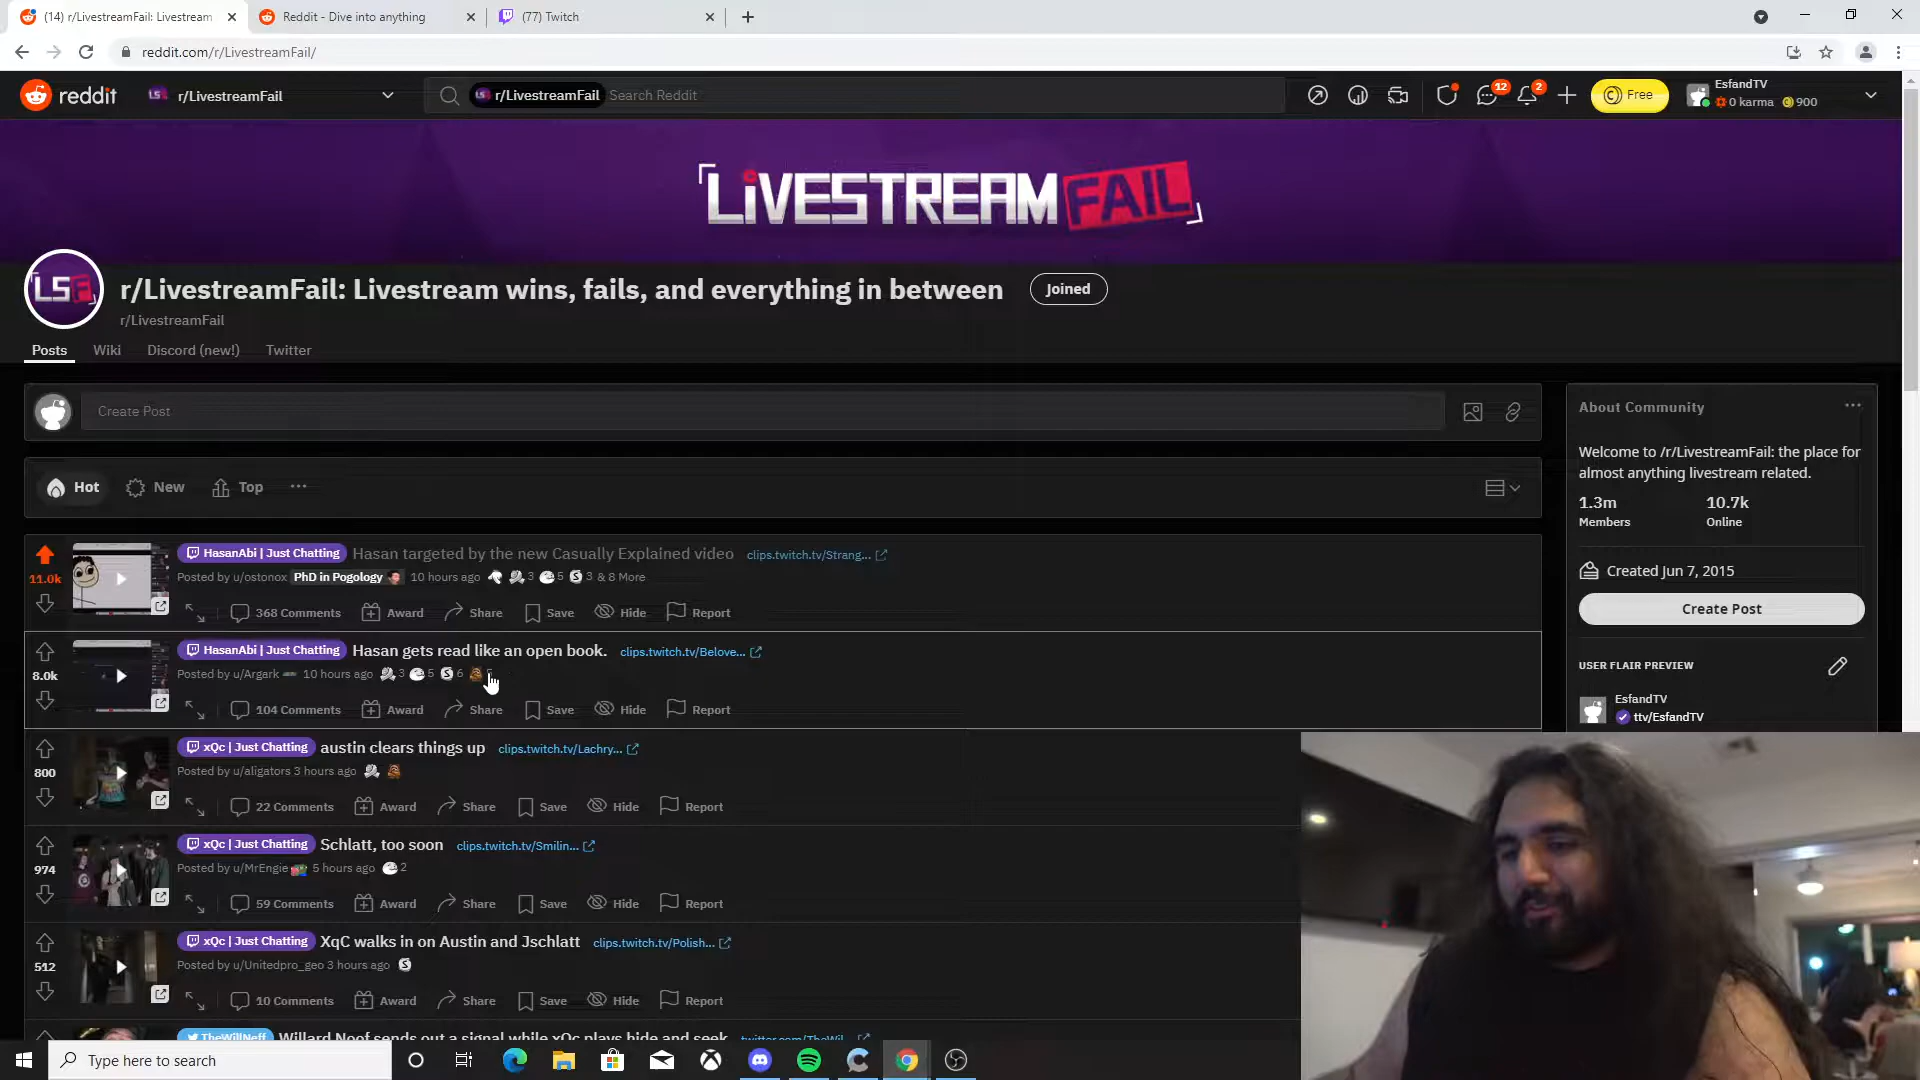 (14) r/LivestreamFail: Livestream
Reddit - Dive into anything
(77) Twitch
reddit.com/r/LivestreamFail/
reddit
r/LivestreamFail
r/LivestreamFail Search Reddit
12
2
Free
EsfandTV
0 karma 900
LiVESTREAM FAIL
LSF
r/LivestreamFail: Livestream wins, fails, and everything in between
Joined
r/LivestreamFail
Posts Wiki Discord (new!) Twitter
Create Post
Hot New Top
HasanAbi | Just Chatting Hasan targeted by the new Casually Explained video clips.twitch.tv/Strang...
11.0k
Posted by u/ostonox PhD in Pogology 10 hours ago 3 5 3 & 8 More
368 Comments Award Share Save Hide Report
HasanAbi | Just Chatting Hasan gets read like an open book. clips.twitch.tv/Belove...
8.0k
Posted by u/Argark 10 hours ago 3 5 6
104 Comments Award Share Save Hide Report
xQc | Just Chatting austin clears things up clips.twitch.tv/Lachry...
800
Posted by u/aligators 3 hours ago
22 Comments Award Share Save Hide Report
xQc | Just Chatting Schlatt, too soon clips.twitch.tv/Smilin...
974
Posted by u/MrEngie 5 hours ago 2
59 Comments Award Share Save Hide Report
xQc | Just Chatting XqC walks in on Austin and Jschlatt clips.twitch.tv/Polish...
512
Posted by u/Unitedpro_geo 3 hours ago
10 Comments Award Share Save Hide Report
TheWillNeff Willard Noof sends out a signal while xQc plays hide and seek twitter.com/TheWil...
About Community
Welcome to /r/LivestreamFail: the place for
almost anything livestream related.
1.3m 10.7k
Members Online
Created Jun 7, 2015
Create Post
USER FLAIR PREVIEW
EsfandTV
ttv/EsfandTV
Type here to search